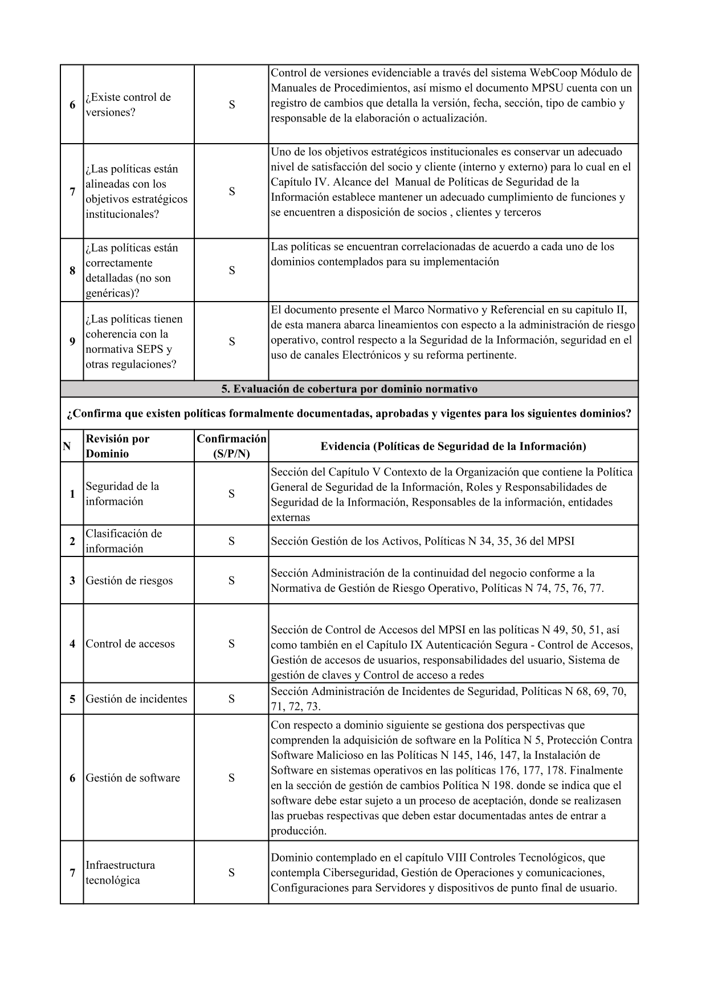 6
¿Existe control de
versiones?
S
Control de versiones evidenciable a través del sistema WebCoop Módulo de
Manuales de Procedimientos, así mismo el documento MPSU cuenta con un
registro de cambios que detalla la versión, fecha, sección, tipo de cambio y
responsable de la elaboración o actualización.
7
¿Las políticas están
alineadas con los
objetivos estratégicos
institucionales?
S
Uno de los objetivos estratégicos institucionales es conservar un adecuado
nivel de satisfacción del socio y cliente (interno y externo) para lo cual en el
Capítulo IV. Alcance del  Manual de Políticas de Seguridad de la
Información establece mantener un adecuado cumplimiento de funciones y
se encuentren a disposición de socios , clientes y terceros
8
¿Las políticas están
correctamente
detalladas (no son
genéricas)?
S
Las políticas se encuentran correlacionadas de acuerdo a cada uno de los
dominios contemplados para su implementación
9
¿Las políticas tienen
coherencia con la
normativa SEPS y
otras regulaciones?
S
El documento presente el Marco Normativo y Referencial en su capitulo II,
de esta manera abarca lineamientos con especto a la administración de riesgo
operativo, control respecto a la Seguridad de la Información, seguridad en el
uso de canales Electrónicos y su reforma pertinente.
5. Evaluación de cobertura por dominio normativo
¿Confirma que existen políticas formalmente documentadas, aprobadas y vigentes para los siguientes dominios?
N
Revisión por
Dominio
Confirmación
(S/P/N)
Evidencia (Políticas de Seguridad de la Información)
1
Seguridad de la
información
S
Sección del Capítulo V Contexto de la Organización que contiene la Política
General de Seguridad de la Información, Roles y Responsabilidades de
Seguridad de la Información, Responsables de la información, entidades
externas
2
Clasificación de
información
S
Sección Gestión de los Activos, Políticas N 34, 35, 36 del MPSI
3
Gestión de riesgos
S
Sección Administración de la continuidad del negocio conforme a la
Normativa de Gestión de Riesgo Operativo, Políticas N 74, 75, 76, 77.
4
Control de accesos
S
Sección de Control de Accesos del MPSI en las políticas N 49, 50, 51, así
como también en el Capítulo IX Autenticación Segura - Control de Accesos,
Gestión de accesos de usuarios, responsabilidades del usuario, Sistema de
gestión de claves y Control de acceso a redes
5
Gestión de incidentes
S
Sección Administración de Incidentes de Seguridad, Políticas N 68, 69, 70,
71, 72, 73.
6
Gestión de software
S
Con respecto a dominio siguiente se gestiona dos perspectivas que
comprenden la adquisición de software en la Política N 5, Protección Contra
Software Malicioso en las Políticas N 145, 146, 147, la Instalación de
Software en sistemas operativos en las políticas 176, 177, 178. Finalmente
en la sección de gestión de cambios Política N 198. donde se indica que el
software debe estar sujeto a un proceso de aceptación, donde se realizasen
las pruebas respectivas que deben estar documentadas antes de entrar a
producción.
7
Infraestructura
tecnológica
S
Dominio contemplado en el capítulo VIII Controles Tecnológicos, que
contempla Ciberseguridad, Gestión de Operaciones y comunicaciones,
Configuraciones para Servidores y dispositivos de punto final de usuario.